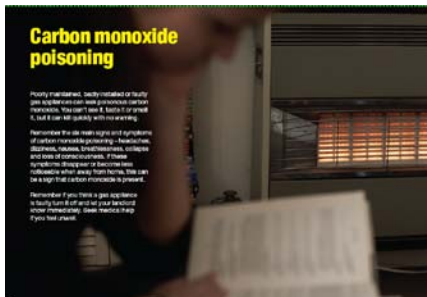 Carbon monoxide
poisoning
Poorly maintained, badly installed or faulty
gas appliances can leak poisonous carbon
monoxide. You can't see it, taste it or smell
it, but it can kill quickly with no warning.
Remember the six main signs and symptoms
of carbon monoxide poisoning – headaches,
dizziness, nausea, breathlessness, collapse
and loss of consciousness. If these
symptoms disappear or become less
noticeable when away from home, this can
be a sign that carbon monoxide is present.
Remember if you think a gas appliance
is faulty turn it off and let your landlord
know immediately. Seek medical help
if you feel unwell.